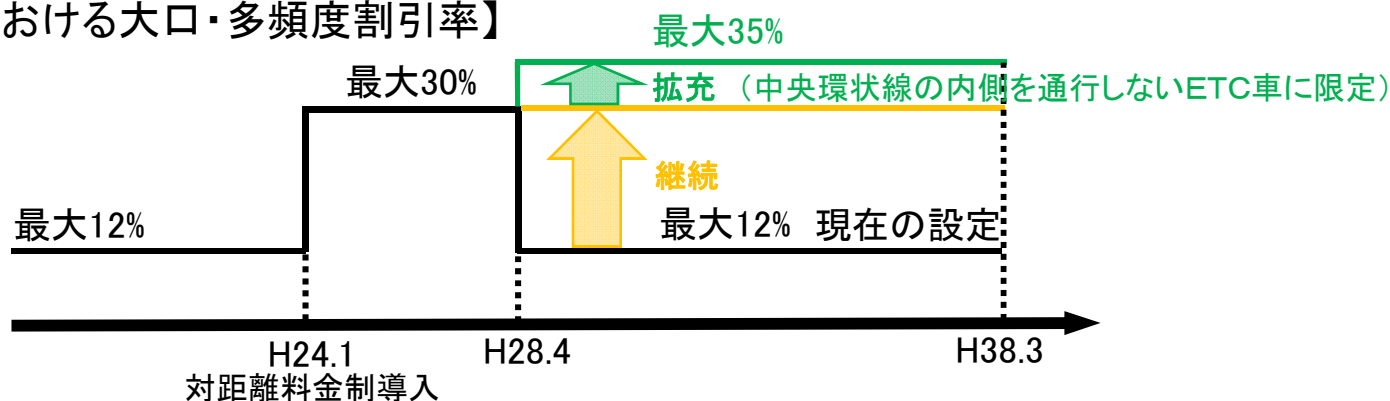 おける大口・多頻度割引率】
最大35%
最大30%
拡充 （中央環状線の内側を通行しないＥＴＣ車に限定）
継続
最大12%
最大12% 現在の設定
H24.1
H28.4
H38.3
対距離料金制導入